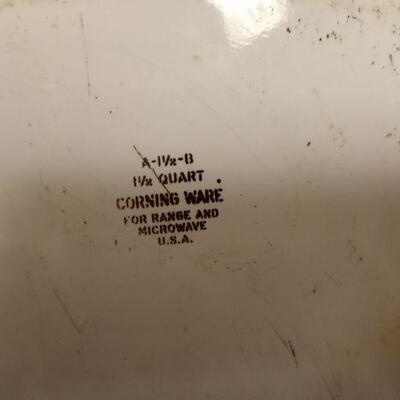 A-1½-B
1½ QUART
CORNING WARE
FOR RANGE AND
MICROWAVE
U.S.A.